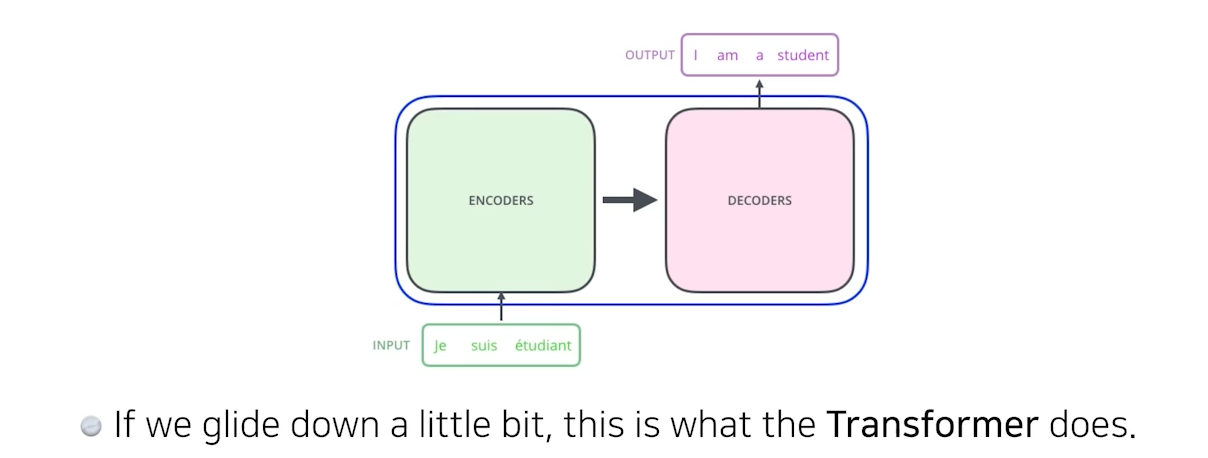 OUTPUT I am a student
ENCODERS DECODERS
INPUT Je suis étudiant
If we glide down a little bit, this is what the Transformer does.